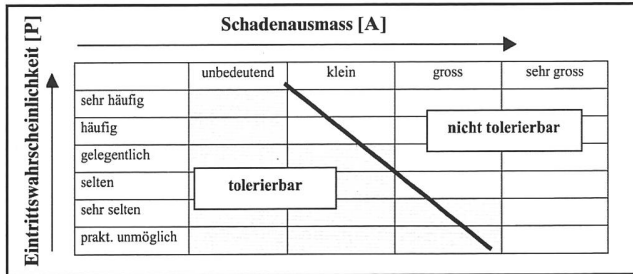 Schadenausmass [A]
Eintrittswahrscheinlichkeit [P]
unbedeutend klein gross sehr gross
sehr häufig
häufig
nicht tolerierbar
gelegentlich
selten
tolerierbar
sehr selten
prakt. unmöglich